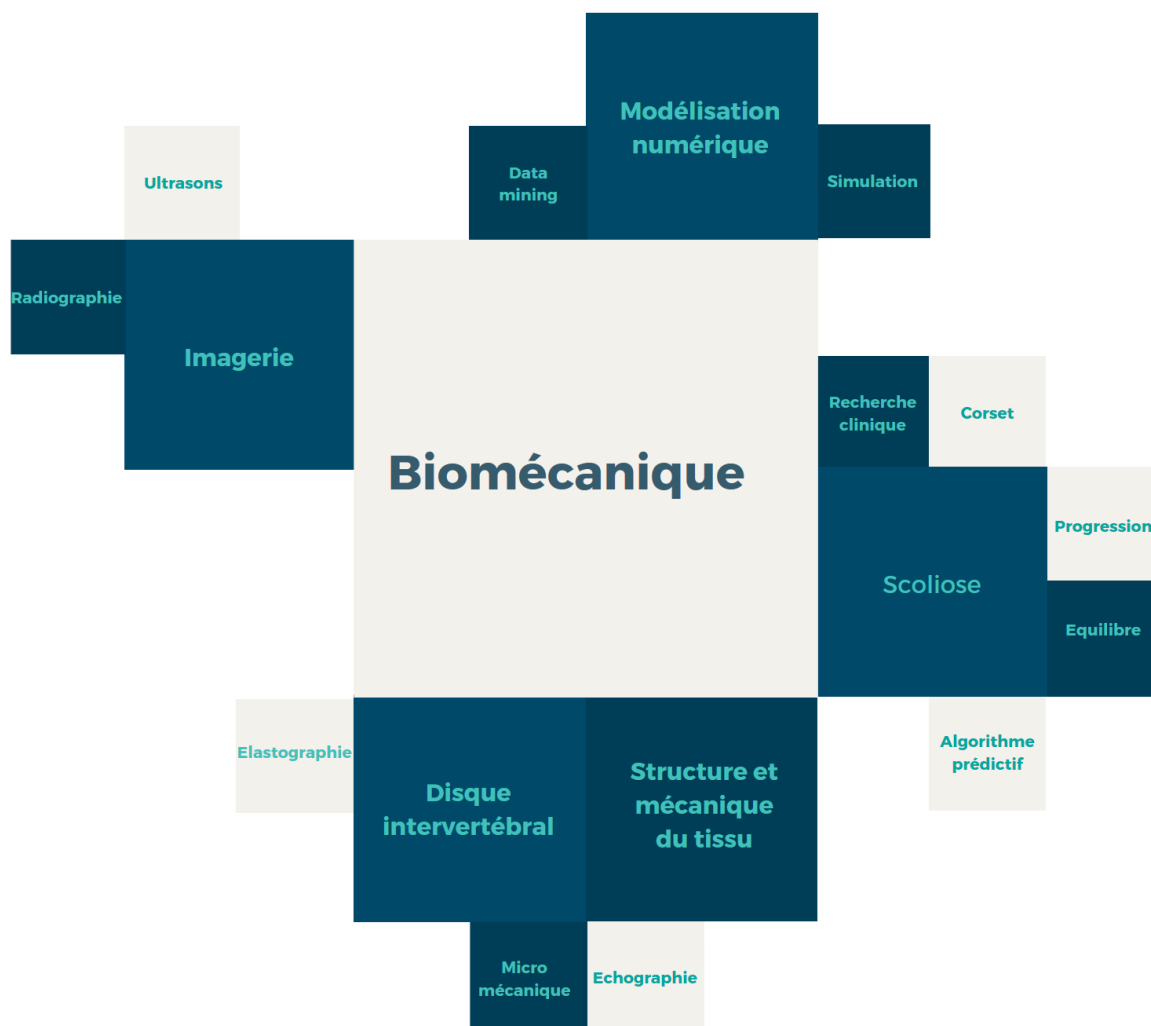 Modélisation
numérique
Data
mining
Simulation
Ultrasons
Radiographie
Imagerie
Biomécanique
Recherche
clinique
Corset
Progression
Scoliose
Equilibre
Elastographie
Disque
intervertébral
Structure et
mécanique
du tissu
Algorithme
prédictif
Micro
mécanique
Echographie